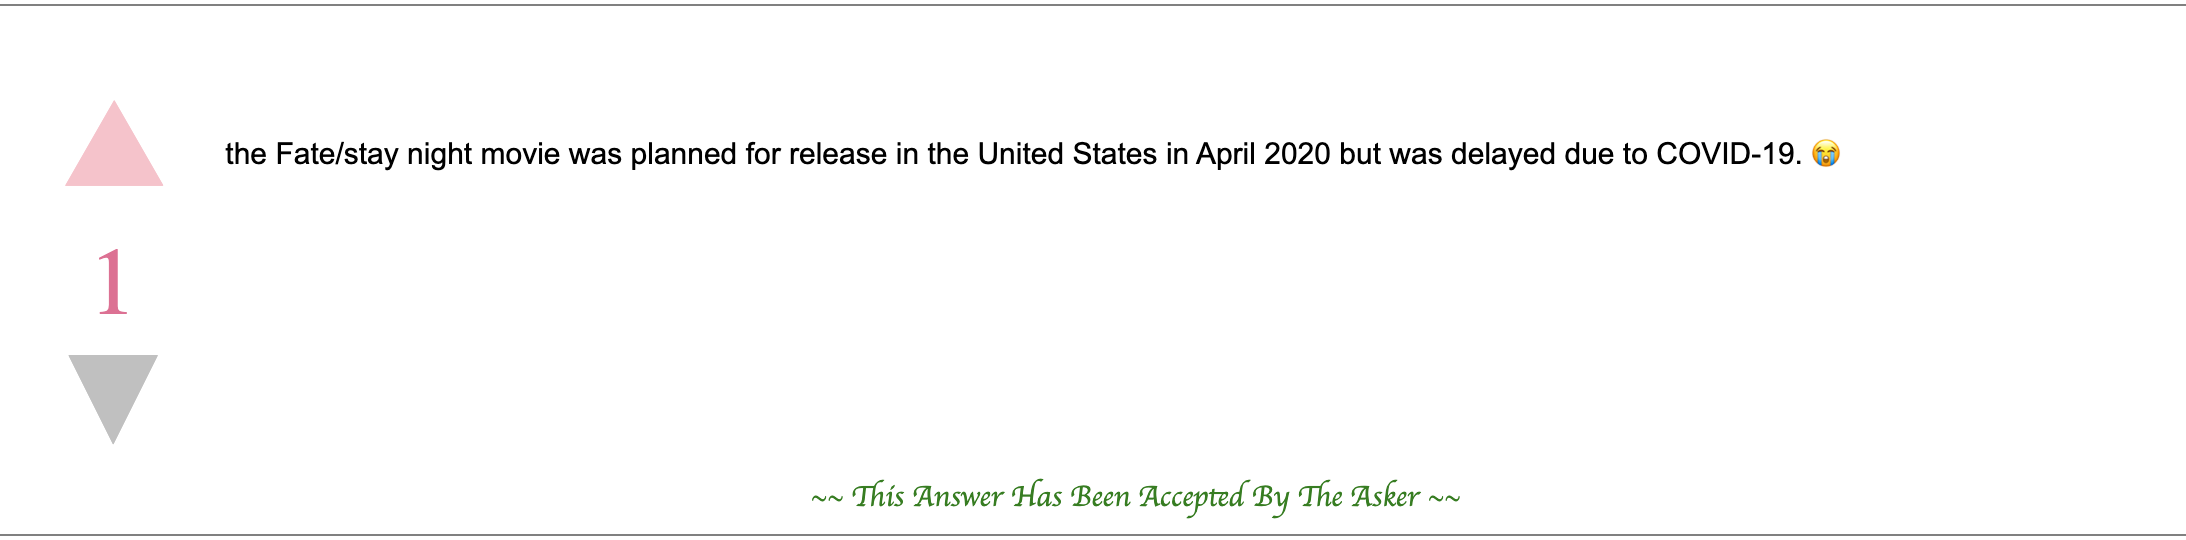 the Fate/stay night movie was planned for release in the United States in April 2020 but was delayed due to COVID-19. 😭
1
~~ This Answer Has Been Accepted By The Asker ~~